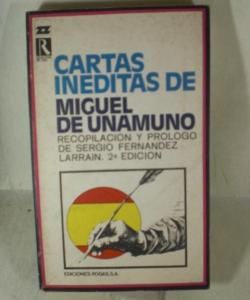 R
CARTAS
INEDITAS DE
MIGUEL
DE UNAMUNO
RECOPILACION Y PROLOGO
DE SERGIO FERNANDEZ
LARRAIN. 2ª EDICION
EDICIONES RODAS, S.A.